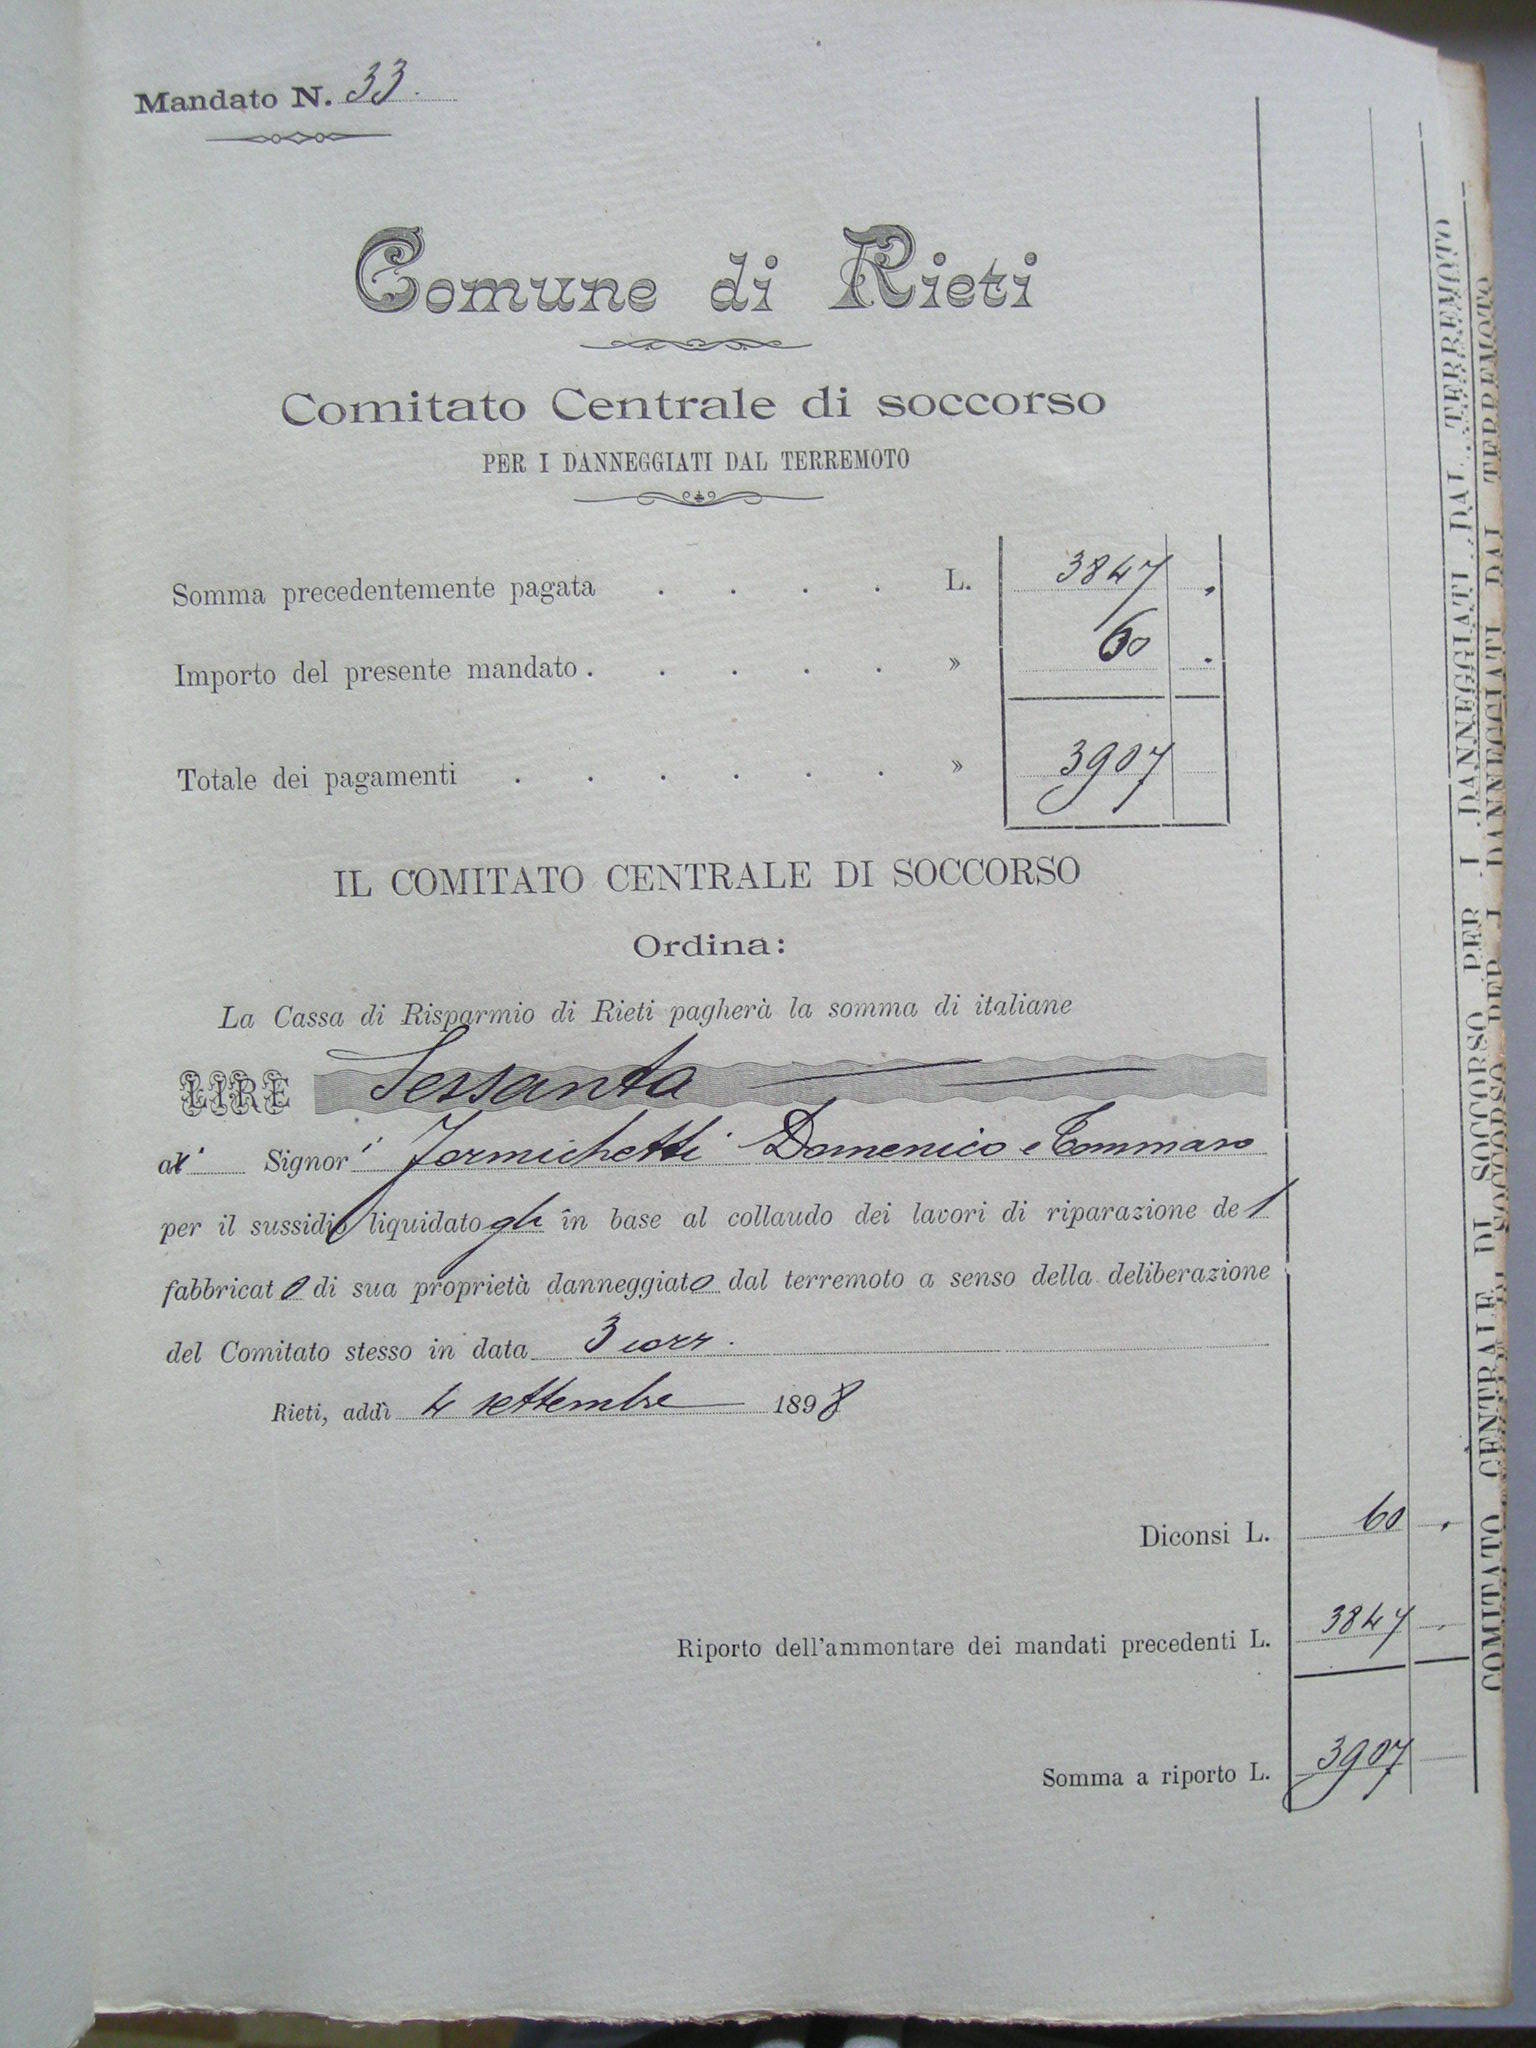 Mandato N. 33.
Comune di Rieti
Comitato Centrale di soccorso
PER I DANNEGGIATI DAL TERREMOTO
Somma precedentemente pagata . . . . L. 3847 .
Importo del presente mandato . . . . . » 60 .
Totale dei pagamenti . . . . . . » 3907
IL COMITATO CENTRALE DI SOCCORSO
Ordina:
La Cassa di Risparmio di Rieti pagherà la somma di italiane
LIRE Sessanta
ai Signori Formichetti Domenico e Tommaso
per il sussidio liquidatogli in base al collaudo dei lavori di riparazione del
fabbricato di sua proprietà danneggiato dal terremoto a senso della deliberazione
del Comitato stesso in data 3 corr.
Rieti, addì 4 settembre 1898
Diconsi L. 60 .
Riporto dell'ammontare dei mandati precedenti L. 3847 .
Somma a riporto L. 3907
COMITATO CENTRALE DI SOCCORSO PER I DANNEGGIATI DAL TERREMOTO